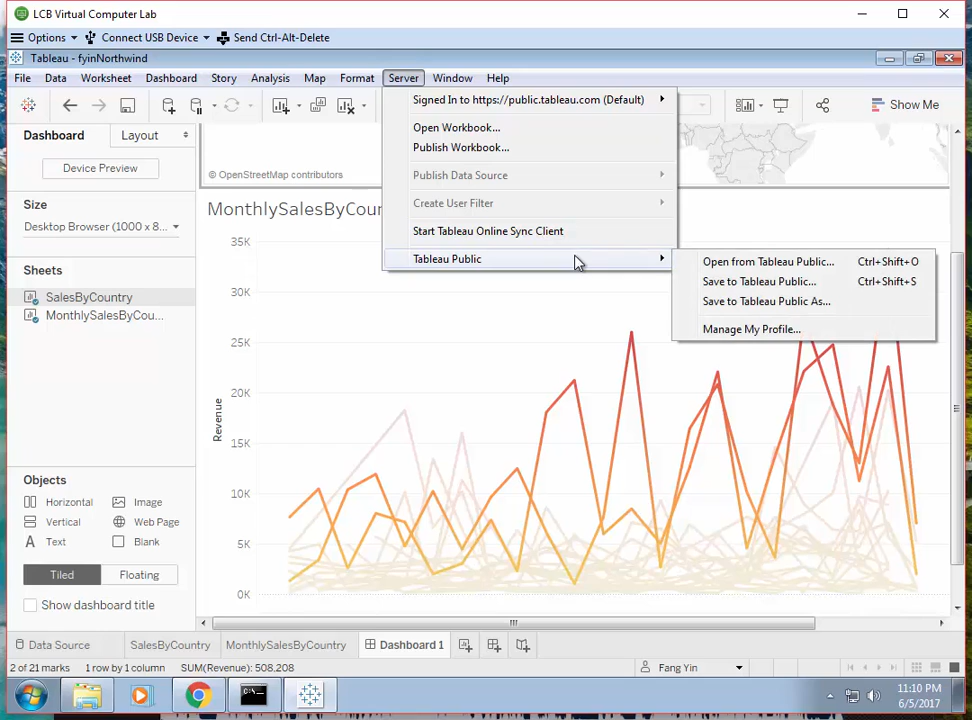 LCB Virtual Computer Lab
Options Connect USB Device Send Ctrl-Alt-Delete
Tableau - fyinNorthwind
File Data Worksheet Dashboard Story Analysis Map Format Server Window Help
Show Me
Dashboard Layout
Device Preview
Size
Desktop Browser (1000 x 8...
Sheets
SalesByCountry
MonthlySalesByCou...
Objects
Horizontal Image
Vertical Web Page
Text Blank
Tiled Floating
Show dashboard title
Signed In to https://public.tableau.com (Default)
Open Workbook...
Publish Workbook...
Publish Data Source
Create User Filter
Start Tableau Online Sync Client
Tableau Public
Open from Tableau Public... Ctrl+Shift+O
Save to Tableau Public... Ctrl+Shift+S
Save to Tableau Public As...
Manage My Profile...
© OpenStreetMap contributors
MonthlySalesByCou
35K
30K
25K
20K
15K
10K
5K
0K
Revenue
Data Source SalesByCountry MonthlySalesByCountry Dashboard 1
2 of 21 marks 1 row by 1 column SUM(Revenue): 508,208 Fang Yin
C:\_
11:10 PM
6/5/2017